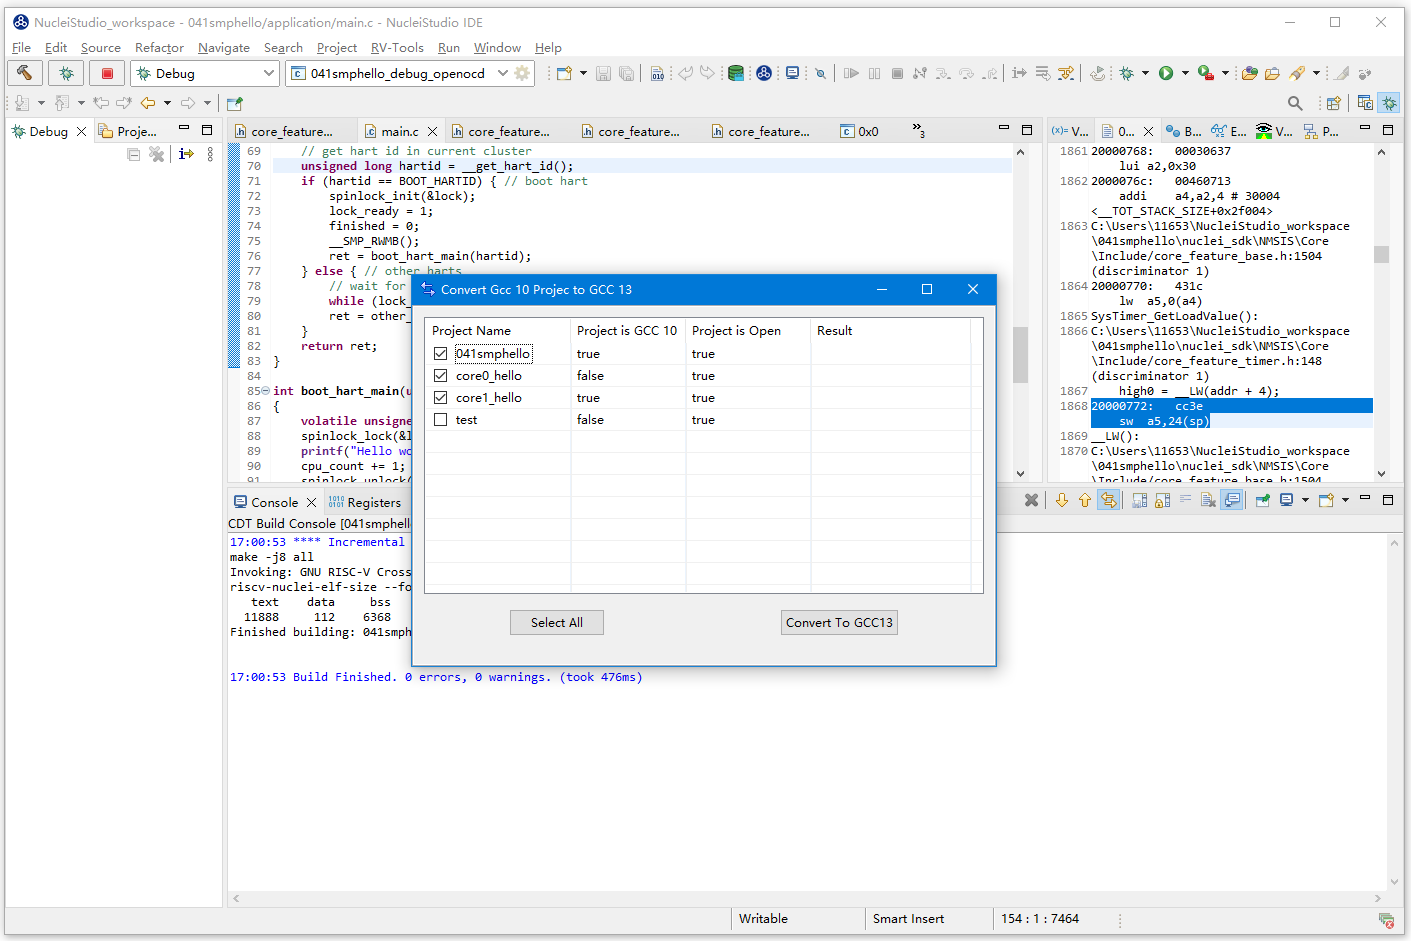 NucleiStudio_workspace - 041smphello/application/main.c - NucleiStudio IDE
File Edit Source Refactor Navigate Search Project RV-Tools Run Window Help
Debug
041smphello_debug_openocd
Debug
Proje...
core_feature...
main.c
core_feature...
core_feature...
core_feature...
0x0
3
69 // get hart id in current cluster
70 unsigned long hartid = __get_hart_id();
71 if (hartid == BOOT_HARTID) { // boot hart
72 spinlock_init(&lock);
73 lock_ready = 1;
74 finished = 0;
75 __SMP_RWMB();
76 ret = boot_hart_main(hartid);
77 } else { // other harts
78 // wait for
79 while (lock_
80 ret = other_
81 }
82 return ret;
83 }
84
85 int boot_hart_main(u
86 {
87 volatile unsigne
88 spinlock_lock(&l
89 printf("Hello wo
90 cpu_count += 1;
91 spinlock_unlock(
(x)= V...
0...
B...
E...
V...
P...
1861 20000768: 00030637
lui a2,0x30
1862 2000076c: 00460713
addi a4,a2,4 # 30004
<__TOT_STACK_SIZE+0x2f004>
1863 C:\Users\11653\NucleiStudio_workspace
\041smphello\nuclei_sdk\NMSIS\Core
\Include/core_feature_base.h:1504
(discriminator 1)
1864 20000770: 431c
lw a5,0(a4)
1865 SysTimer_GetLoadValue():
1866 C:\Users\11653\NucleiStudio_workspace
\041smphello\nuclei_sdk\NMSIS\Core
\Include/core_feature_timer.h:148
(discriminator 1)
1867 high0 = __LW(addr + 4);
1868 20000772: cc3e
sw a5,24(sp)
1869 __LW():
1870 C:\Users\11653\NucleiStudio_workspace
\041smphello\nuclei_sdk\NMSIS\Core
\Include/core_feature_base.h:1504
Convert Gcc 10 Projec to GCC 13
Project Name Project is GCC 10 Project is Open Result
041smphello true true
core0_hello false true
core1_hello true true
test false true
Select All
Convert To GCC13
Console
Registers
CDT Build Console [041smphell
17:00:53 **** Incremental
make -j8 all
Invoking: GNU RISC-V Cross
riscv-nuclei-elf-size --fo
text data bss
11888 112 6368
Finished building: 041smph
17:00:53 Build Finished. 0 errors, 0 warnings. (took 476ms)
Writable
Smart Insert
154 : 1 : 7464